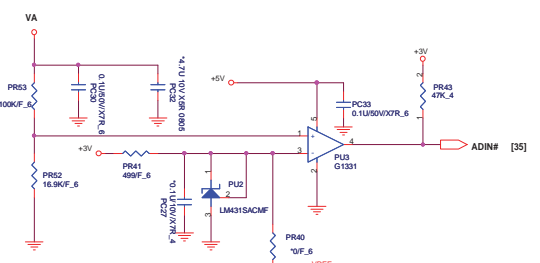 VA
+3V
+5V
PR53
100K/F_6
PC30
0.1U/50V/X7R_6
PC32
*4.7U 10V/X6R 0805
PC33
0.1U/50V/X7R_6
2
PR43
47K_4
1
5
1
+
4
ADIN# [35]
3
-
PU3
G1331
2
+3V
PR41
499/F_6
PR52
16.9K/F_6
*0.1U/10V/X7R_4
PC27
1
PU2
2
LM431SACMF
3
PR40
*0/F_6